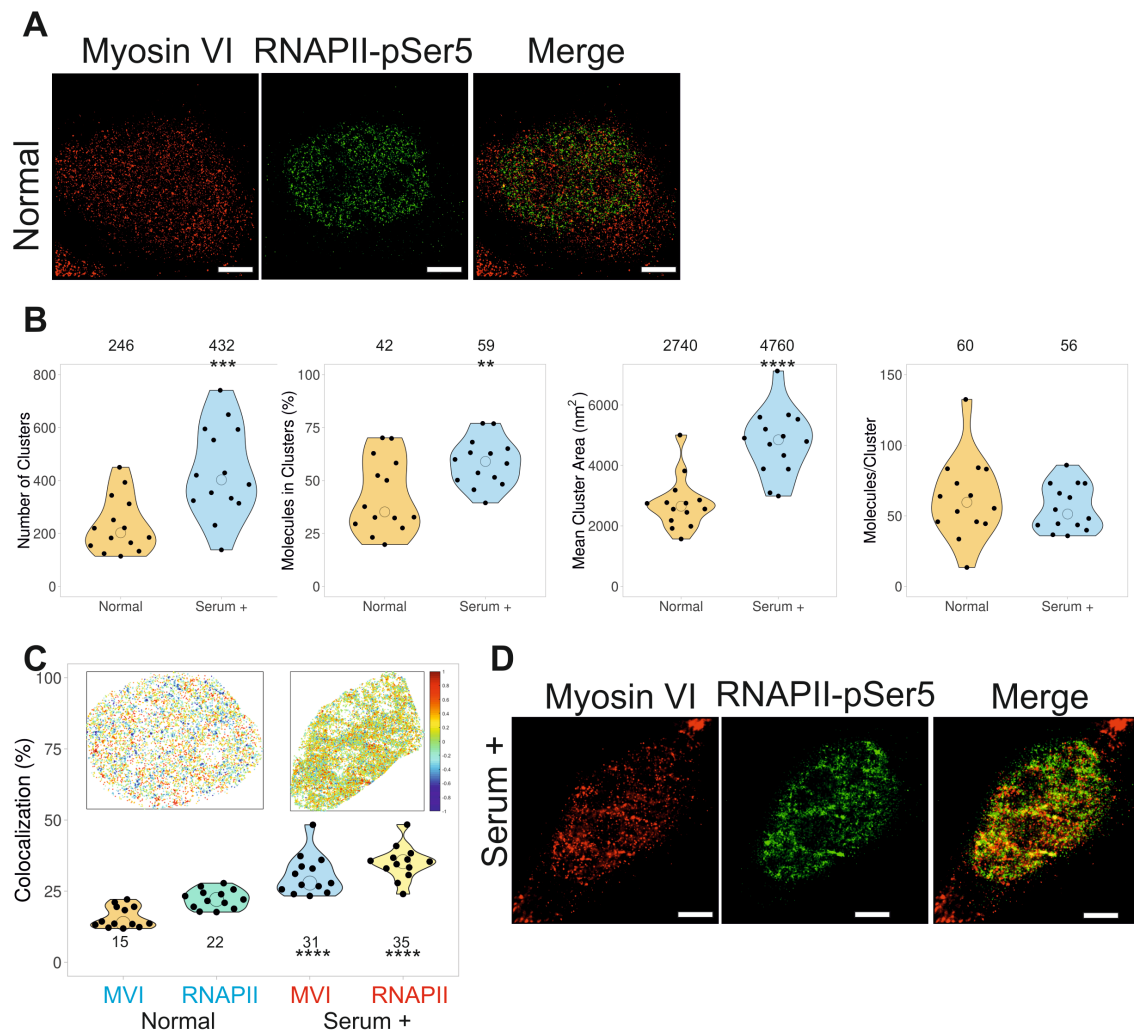 A
Myosin VI RNAPII-pSer5 Merge
Normal
B
246 432
***
Number of Clusters
800
600
400
200
0
Normal Serum +
42 59
**
Molecules in Clusters (%)
100
75
50
25
0
Normal Serum +
2740 4760
****
Mean Cluster Area (nm²)
6000
4000
2000
0
Normal Serum +
60 56
Molecules/Cluster
150
100
50
0
Normal Serum +
C
Colocalization (%)
100
75
50
25
0
1
0.8
0.6
0.4
0.2
0
-0.2
-0.4
-0.6
-0.8
-1
15 22 31 35
**** ****
MVI RNAPII MVI RNAPII
Normal Serum +
D
Myosin VI RNAPII-pSer5 Merge
Serum +